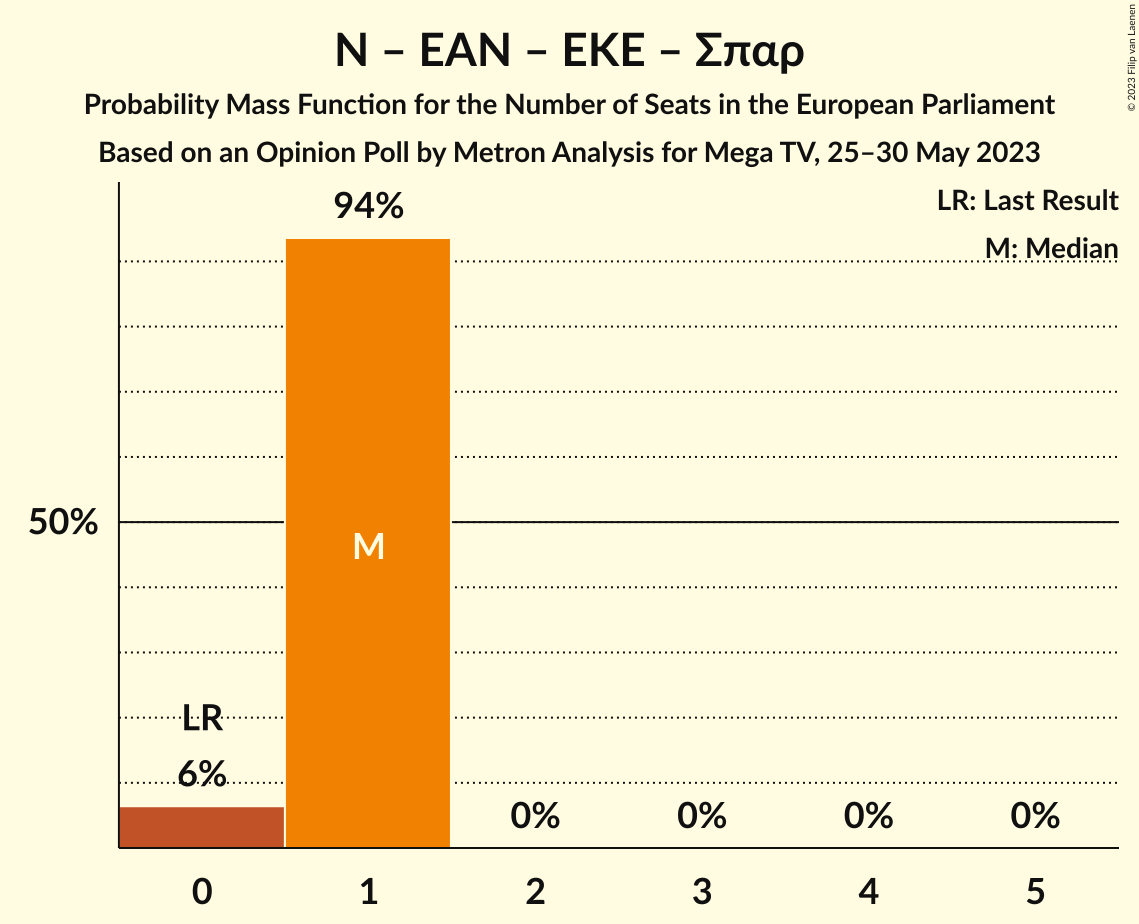 N – EAN – EKE – Σπαρ
Probability Mass Function for the Number of Seats in the European Parliament
Based on an Opinion Poll by Metron Analysis for Mega TV, 25–30 May 2023
© 2023 Filip van Laenen
LR: Last Result
M: Median
94%
50%
M
LR
6%
0%
0%
0%
0%
0
1
2
3
4
5